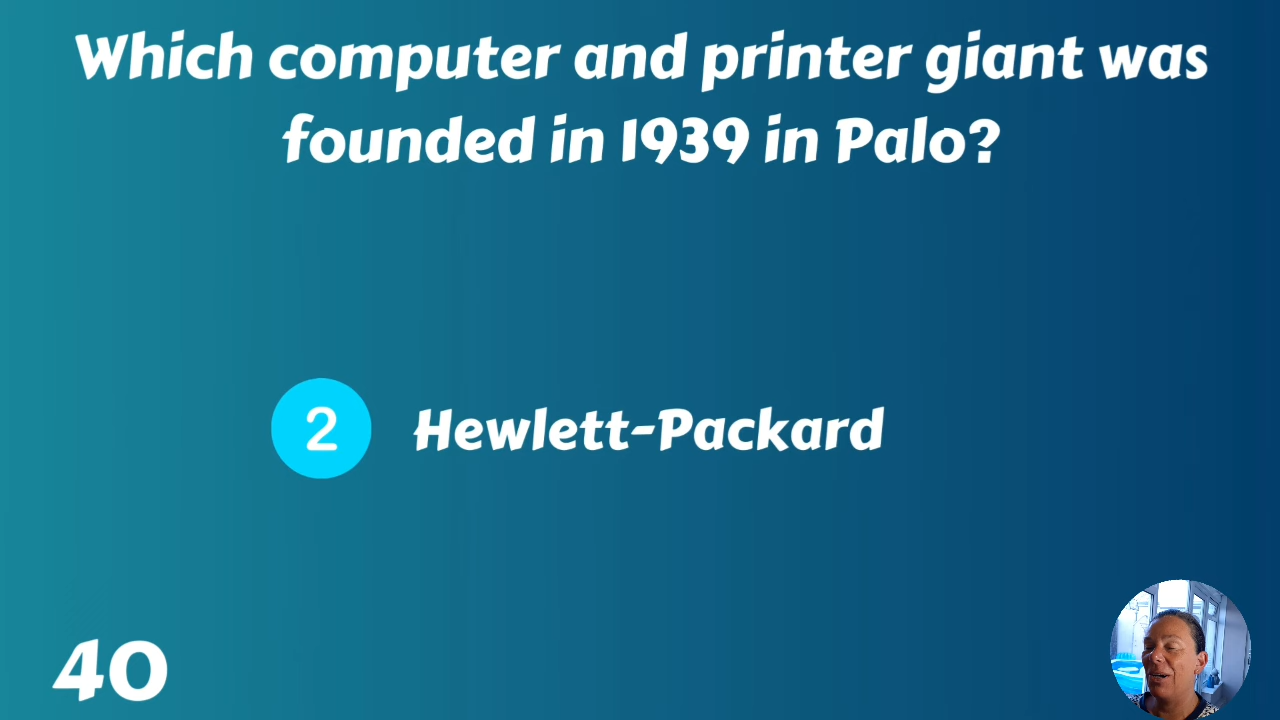 Which computer and printer giant was
founded in 1939 in Palo?
2 Hewlett-Packard
40